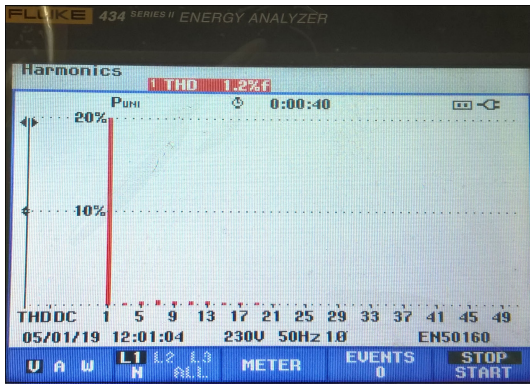 FLUKE 434 SERIES II ENERGY ANALYZER
Harmonics
1 THD 1.2%f
PUNI 0:00:40
20%
10%
THDDC 1 5 9 13 17 21 25 29 33 37 41 45 49
05/01/19 12:01:04 230V 50Hz 1Ø EN50160
U A W L1 L2 L3 METER EVENTS STOP
N ALL 0 START